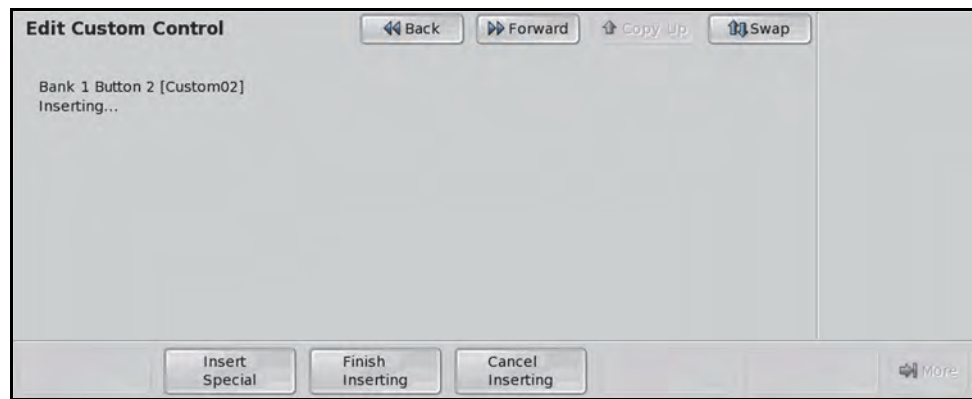 Edit Custom Control
Back
Forward
Copy Up
Swap
Bank 1 Button 2 [Custom02]
Inserting...
Insert
Special
Finish
Inserting
Cancel
Inserting
More